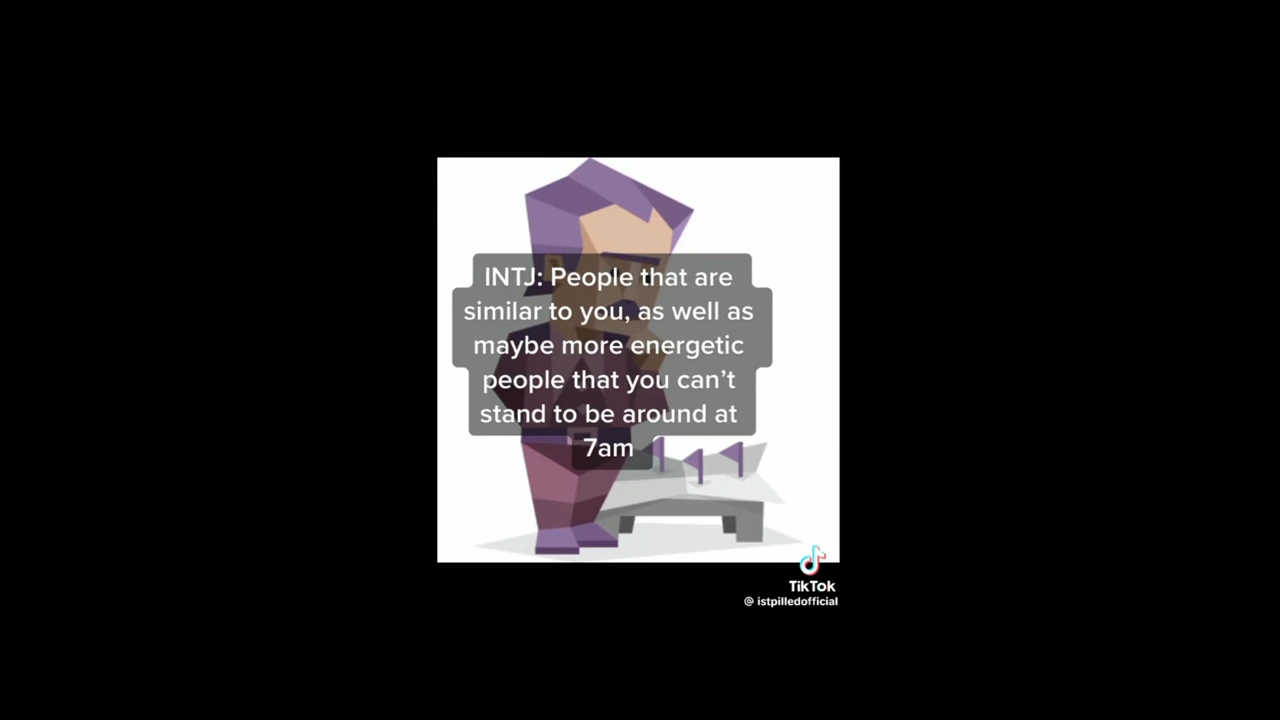 INTJ: People that are
similar to you, as well as
maybe more energetic
people that you can’t
stand to be around at
7am
TikTok
@ istpilledofficial